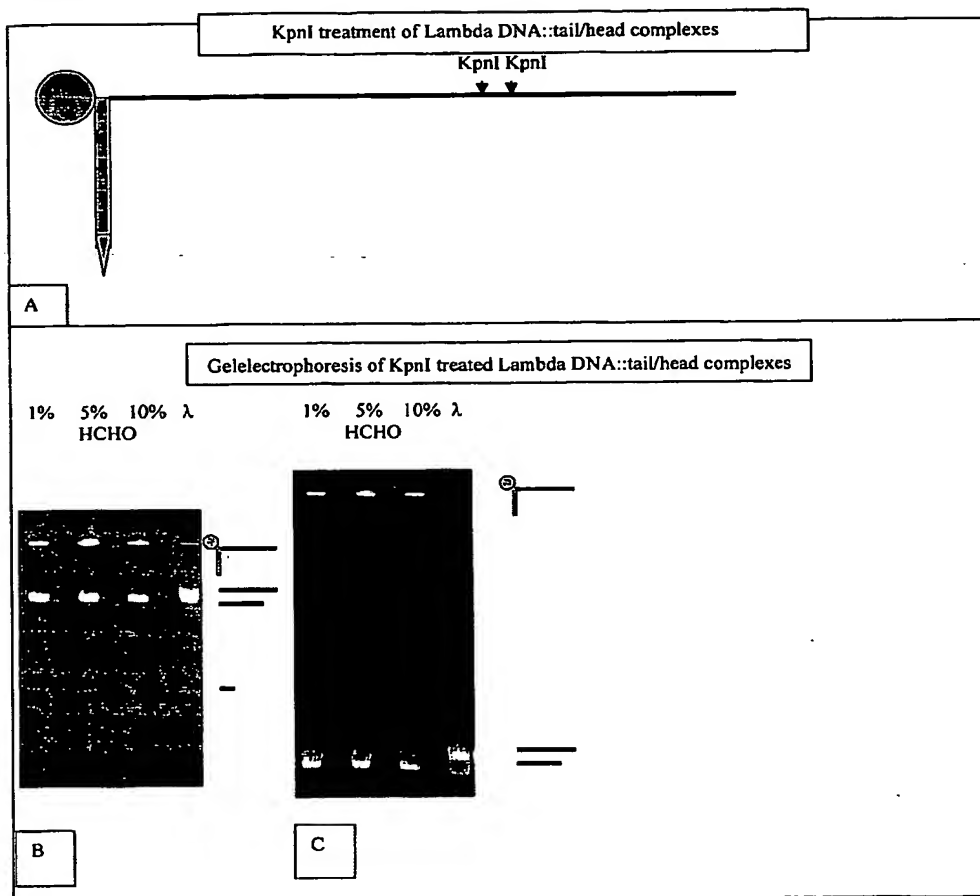 KpnI treatment of Lambda DNA::tail/head complexes
KpnI KpnI
A
Gelelectrophoresis of KpnI treated Lambda DNA::tail/head complexes
1% 5% 10% λ
HCHO
1% 5% 10% λ
HCHO
B
C